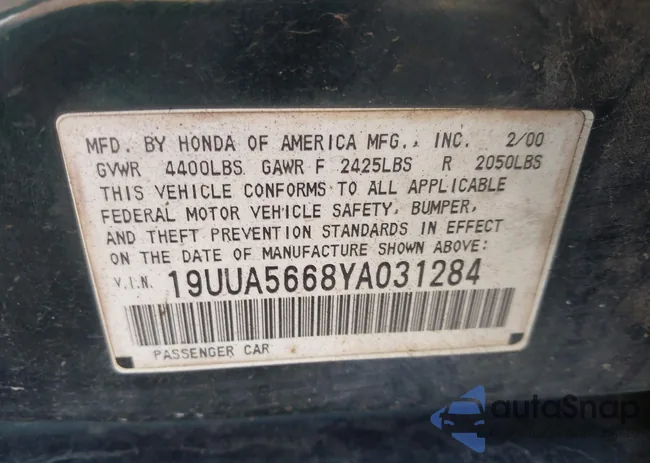 MFD. BY HONDA OF AMERICA MFG., INC. 2/00
GVWR 4400LBS GAWR F 2425LBS R 2050LBS
THIS VEHICLE CONFORMS TO ALL APPLICABLE
FEDERAL MOTOR VEHICLE SAFETY, BUMPER,
AND THEFT PREVENTION STANDARDS IN EFFECT
ON THE DATE OF MANUFACTURE SHOWN ABOVE:
V.I.N. 19UUA5668YA031284
PASSENGER CAR
autoSnap